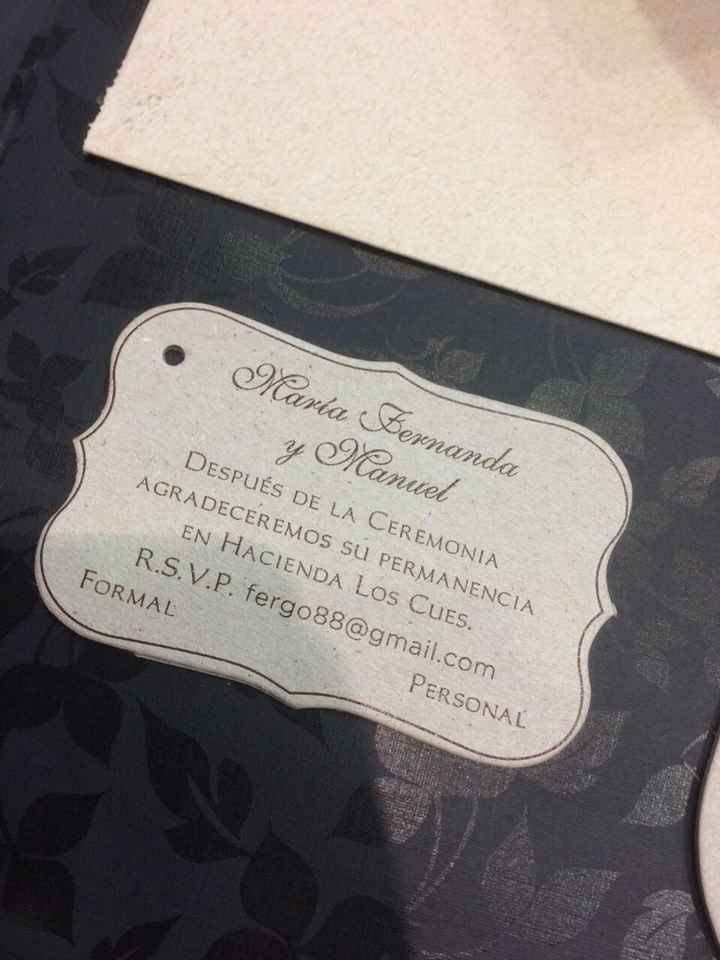 María Fernanda
y Manuel
Después de la Ceremonia
agradeceremos su permanencia
en Hacienda Los Cues.
R.S.V.P. fergo88@gmail.com
Formal
Personal